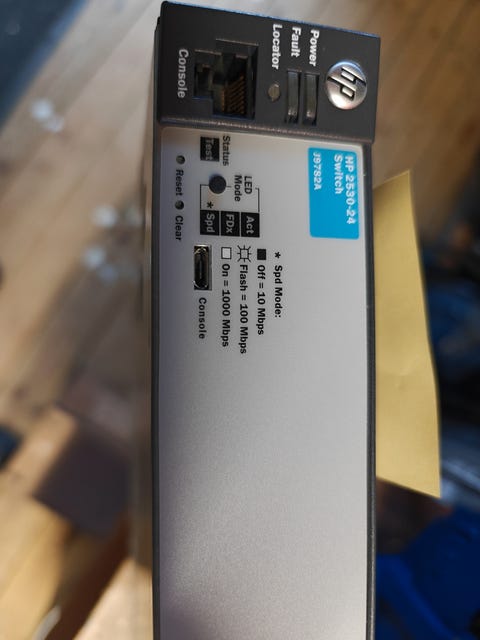 hp
Power
Fault
Locator
Console
HP 2530-24
Switch
J9782A
Status
Test
LED
Mode
Act
FDx
* Spd
Reset
Clear
Console
* Spd Mode:
Off = 10 Mbps
Flash = 100 Mbps
On = 1000 Mbps